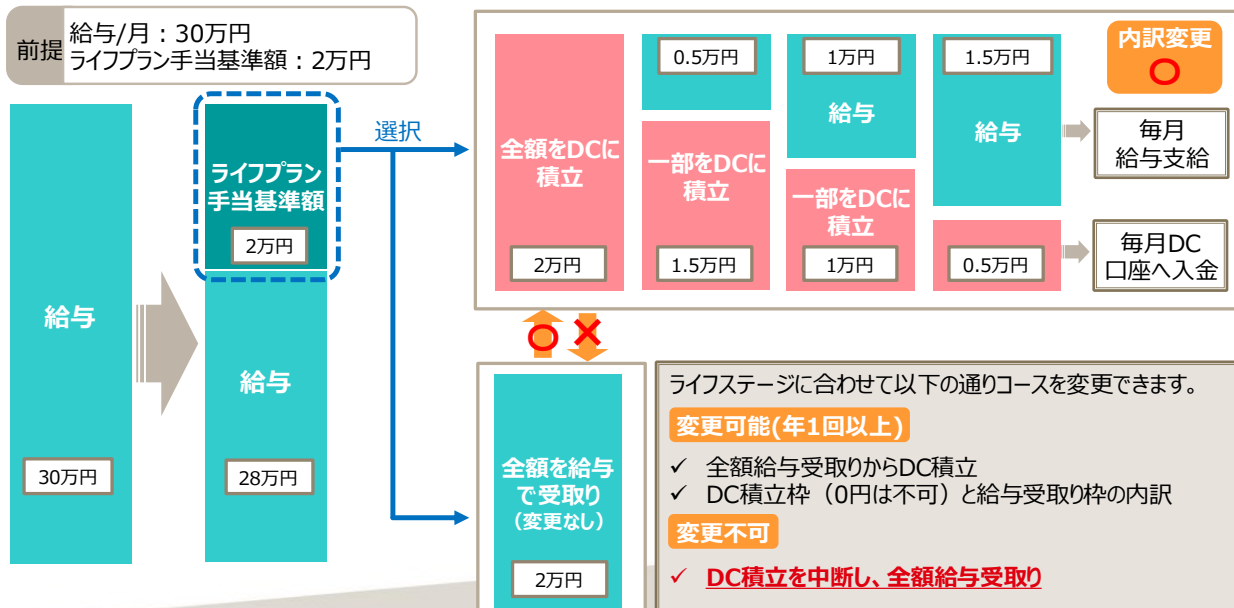 前提
給与/月：30万円
ライフプラン手当基準額：2万円
給与
30万円
ライフプラン
手当基準額
2万円
給与
28万円
選択
全額をDCに
積立
2万円
0.5万円
一部をDCに
積立
1.5万円
1万円
給与
一部をDCに
積立
1万円
1.5万円
給与
0.5万円
内訳変更
〇
毎月
給与支給
毎月DC
口座へ入金
〇 ×
全額を給与
で受取り
（変更なし）
2万円
ライフステージに合わせて以下の通りコースを変更できます。
変更可能(年1回以上)
✓ 全額給与受取りからDC積立
✓ DC積立枠（0円は不可）と給与受取り枠の内訳
変更不可
✓ DC積立を中断し、全額給与受取り